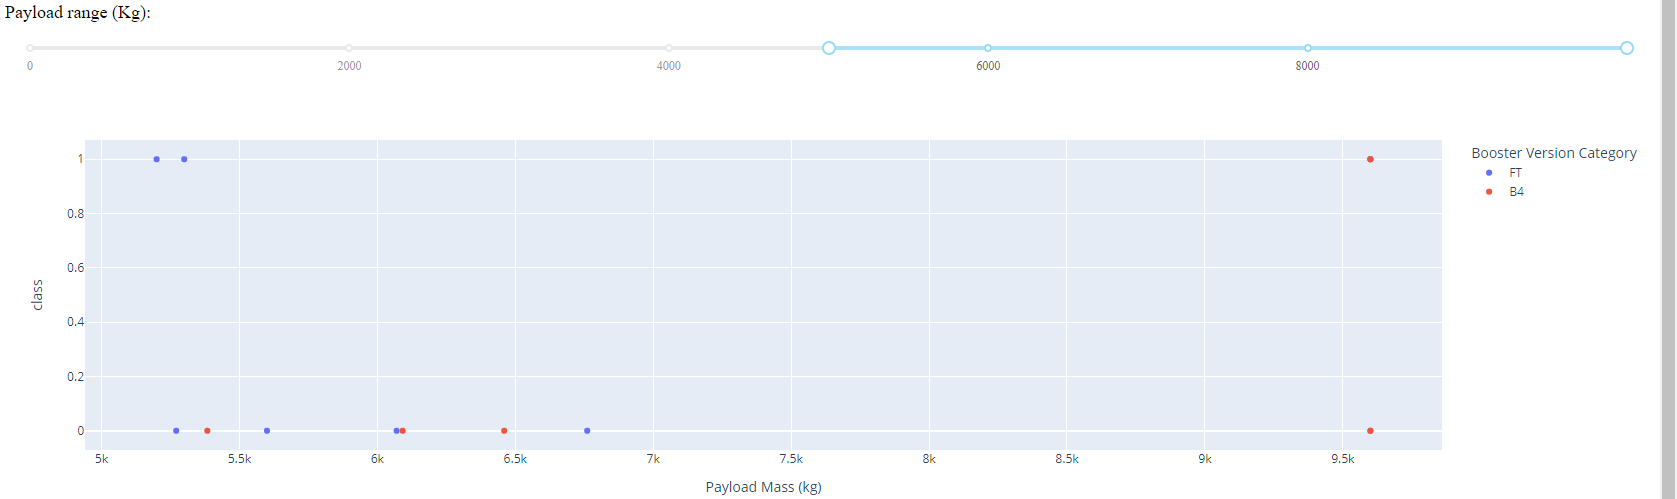 Payload range (Kg):
0 2000 4000 6000 8000
Booster Version Category
FT
B4
1
0.8
0.6
0.4
0.2
0
class
5k 5.5k 6k 6.5k 7k 7.5k 8k 8.5k 9k 9.5k
Payload Mass (kg)